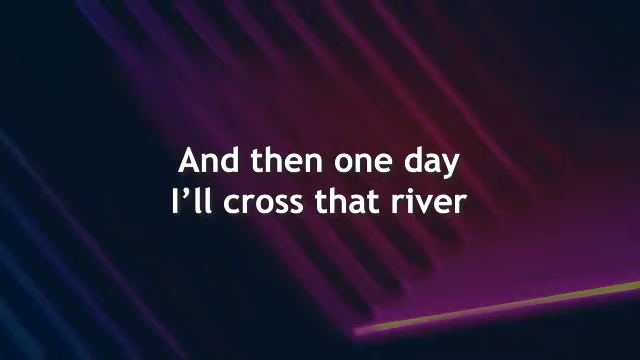 And then one day
I’ll cross that river